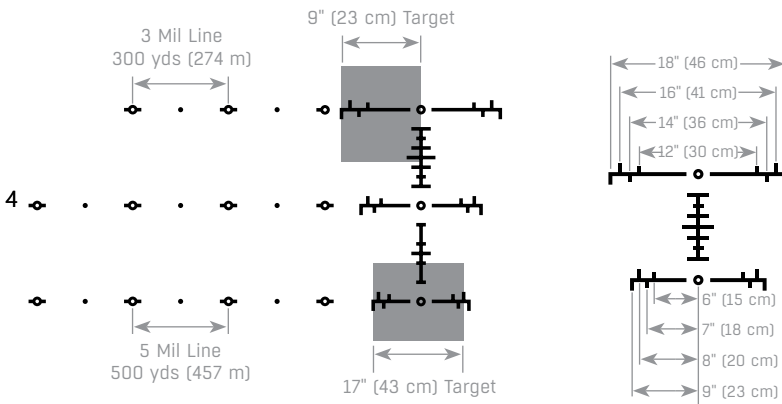 9" (23 cm) Target
3 Mil Line
300 yds (274 m)
4
5 Mil Line
500 yds (457 m)
17" (43 cm) Target
18" (46 cm)
16" (41 cm)
14" (36 cm)
12" (30 cm)
6" (15 cm)
7" (18 cm)
8" (20 cm)
9" (23 cm)